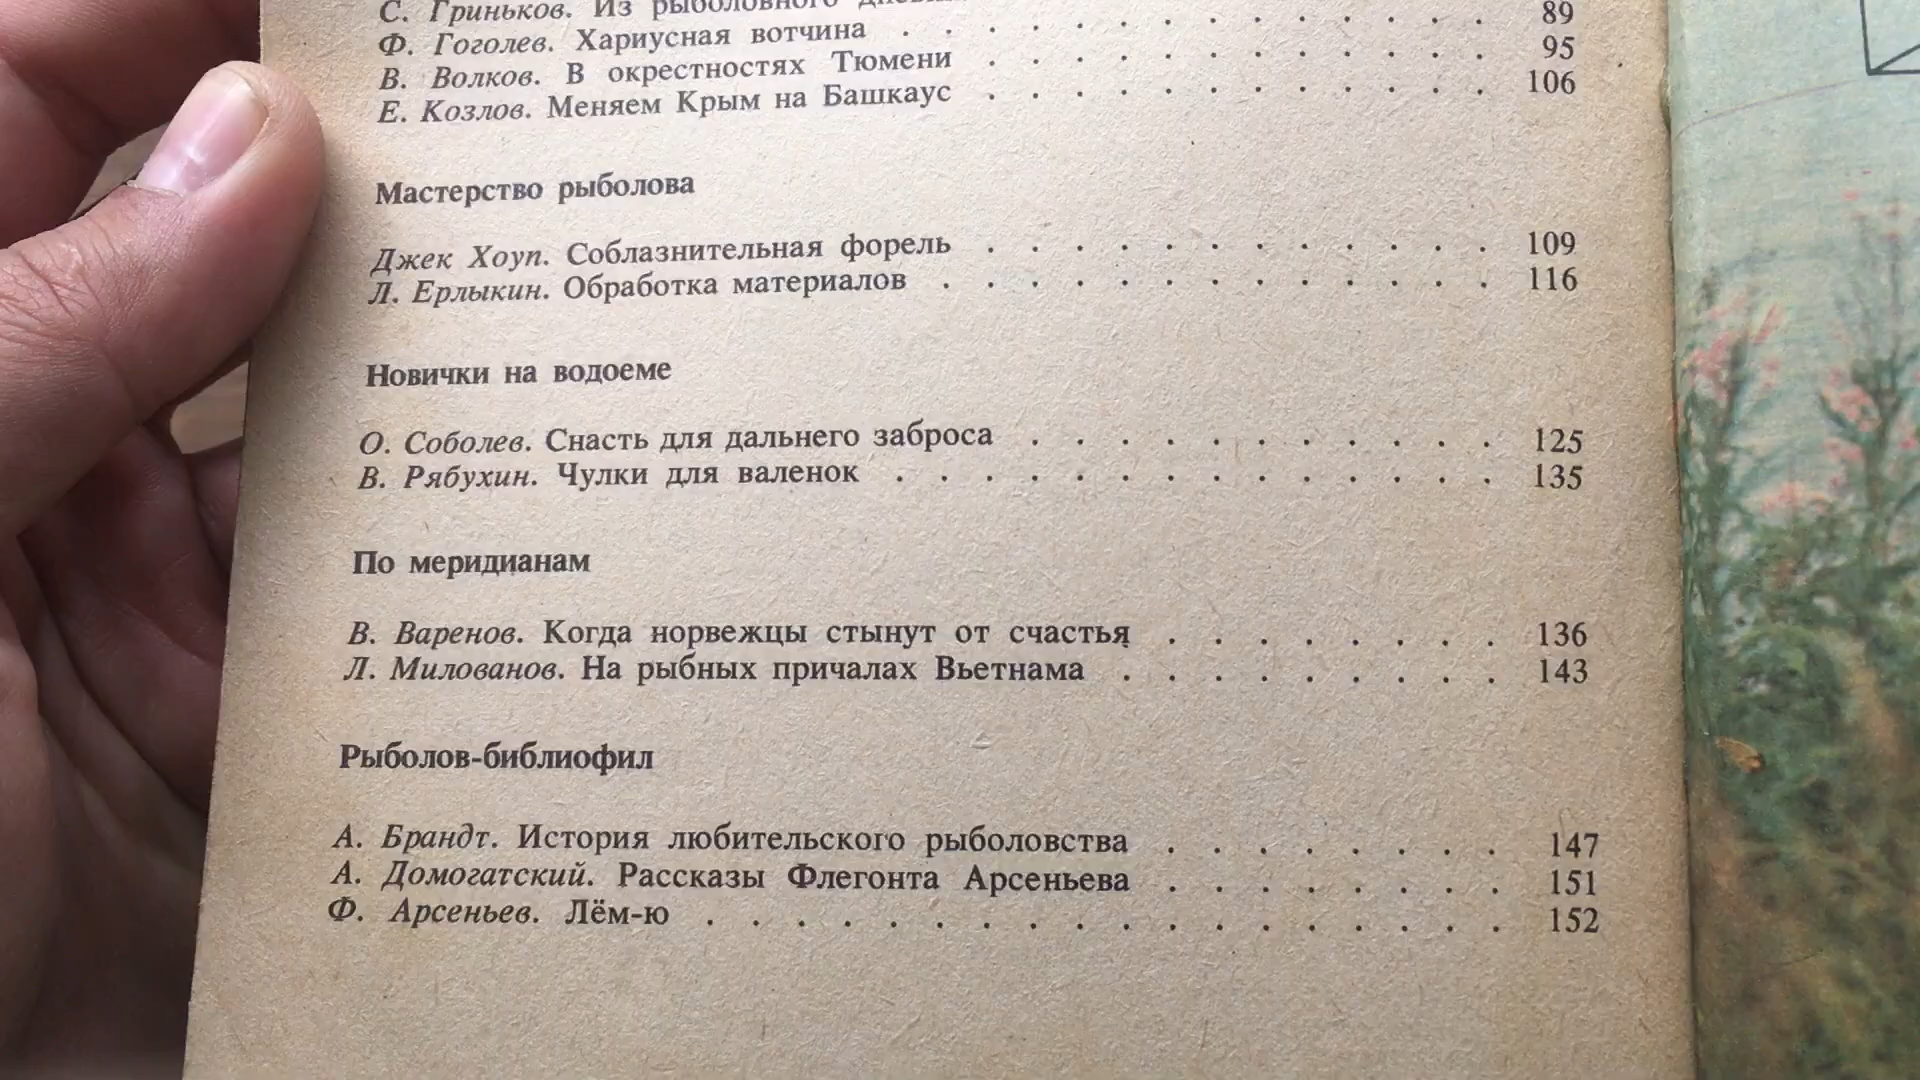 С. Гриньков. Из рыболовного 89
Ф. Гоголев. Хариусная вотчина . . . . . . . . . . . . . . 95
В. Волков. В окрестностях Тюмени . . . . . . . . . . . . 106
Е. Козлов. Меняем Крым на Башкаус . . . . . . . . . . . .
Мастерство рыболова
Джек Хоуп. Соблазнительная форель . . . . . . . . . . . . 109
Л. Ерлыкин. Обработка материалов . . . . . . . . . . . . . 116
Новички на водоеме
О. Соболев. Снасть для дальнего заброса . . . . . . . . . . . 125
В. Рябухин. Чулки для валенок . . . . . . . . . . . . . . 135
По меридианам
В. Варенов. Когда норвежцы стынут от счастья . . . . . . . . 136
Л. Милованов. На рыбных причалах Вьетнама . . . . . . . . . 143
Рыболов-библиофил
А. Брандт. История любительского рыболовства . . . . . . . . 147
А. Домогатский. Рассказы Флегонта Арсеньева . . . . . . . . 151
Ф. Арсеньев. Лём-ю . . . . . . . . . . . . . . . . . . 152